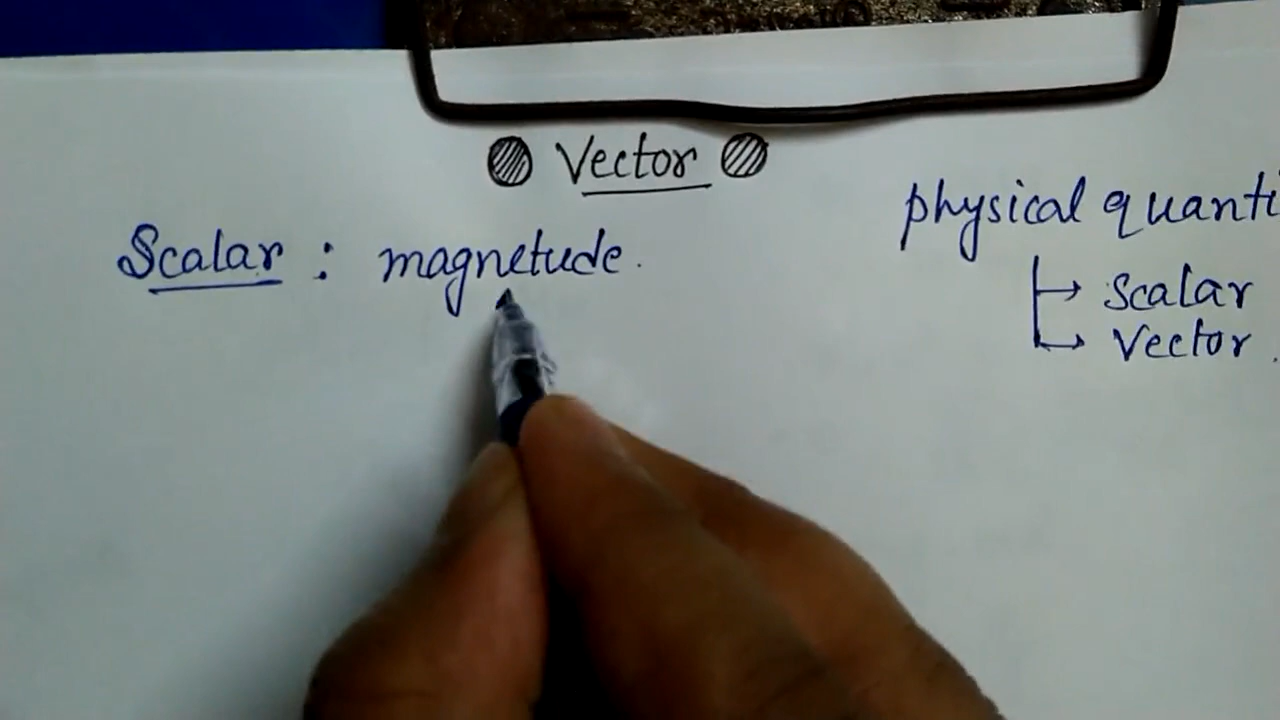 Vector
Scalar : magnetude.
physical quanti
→ Scalar
→ Vector.